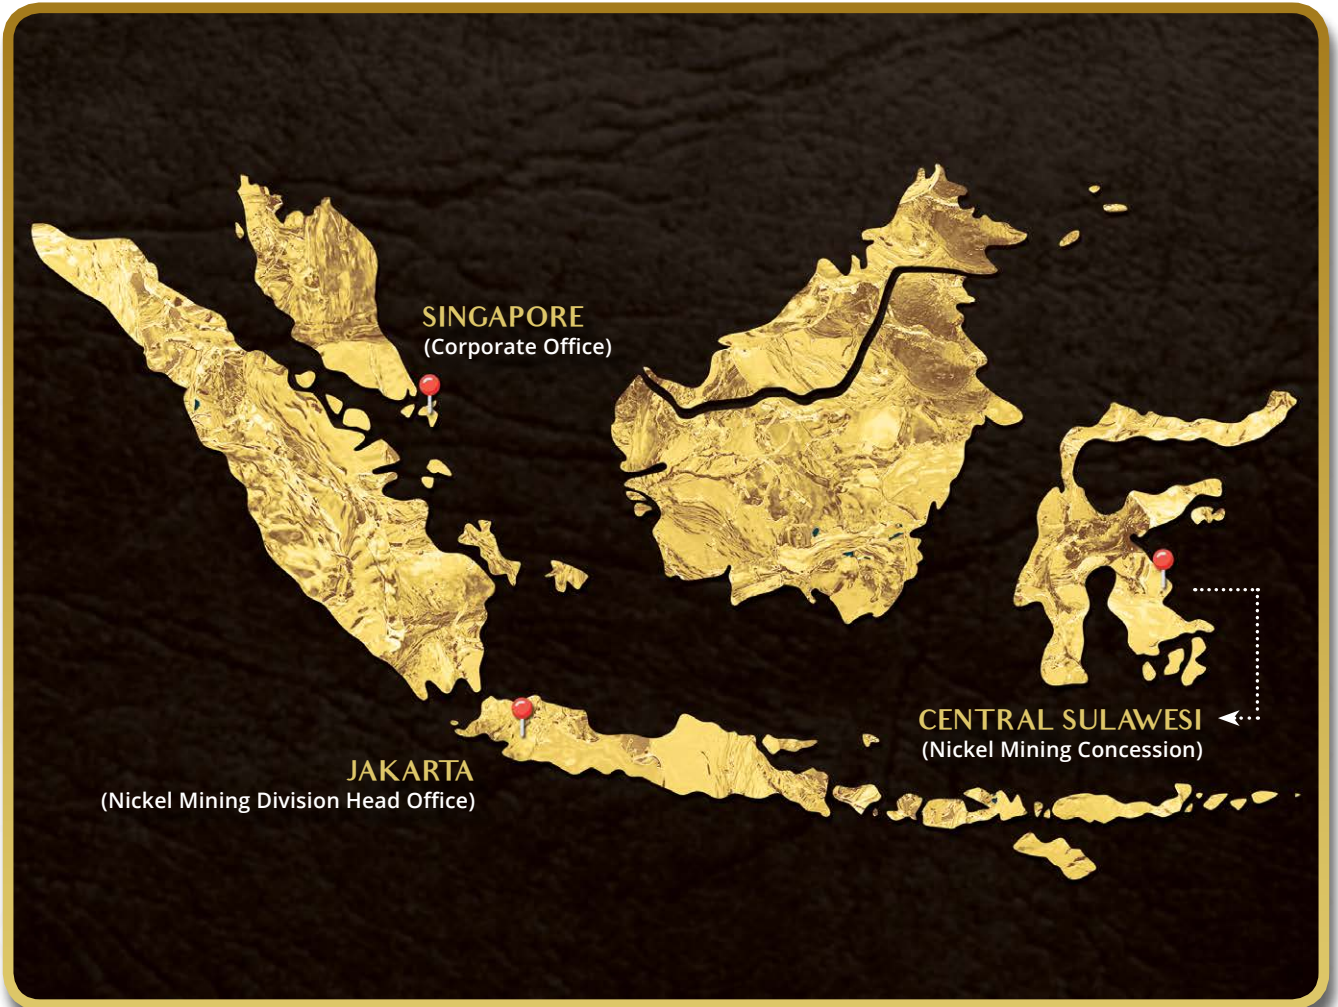 SINGAPORE
(Corporate Office)
CENTRAL SULAWESI
(Nickel Mining Concession)
JAKARTA
(Nickel Mining Division Head Office)